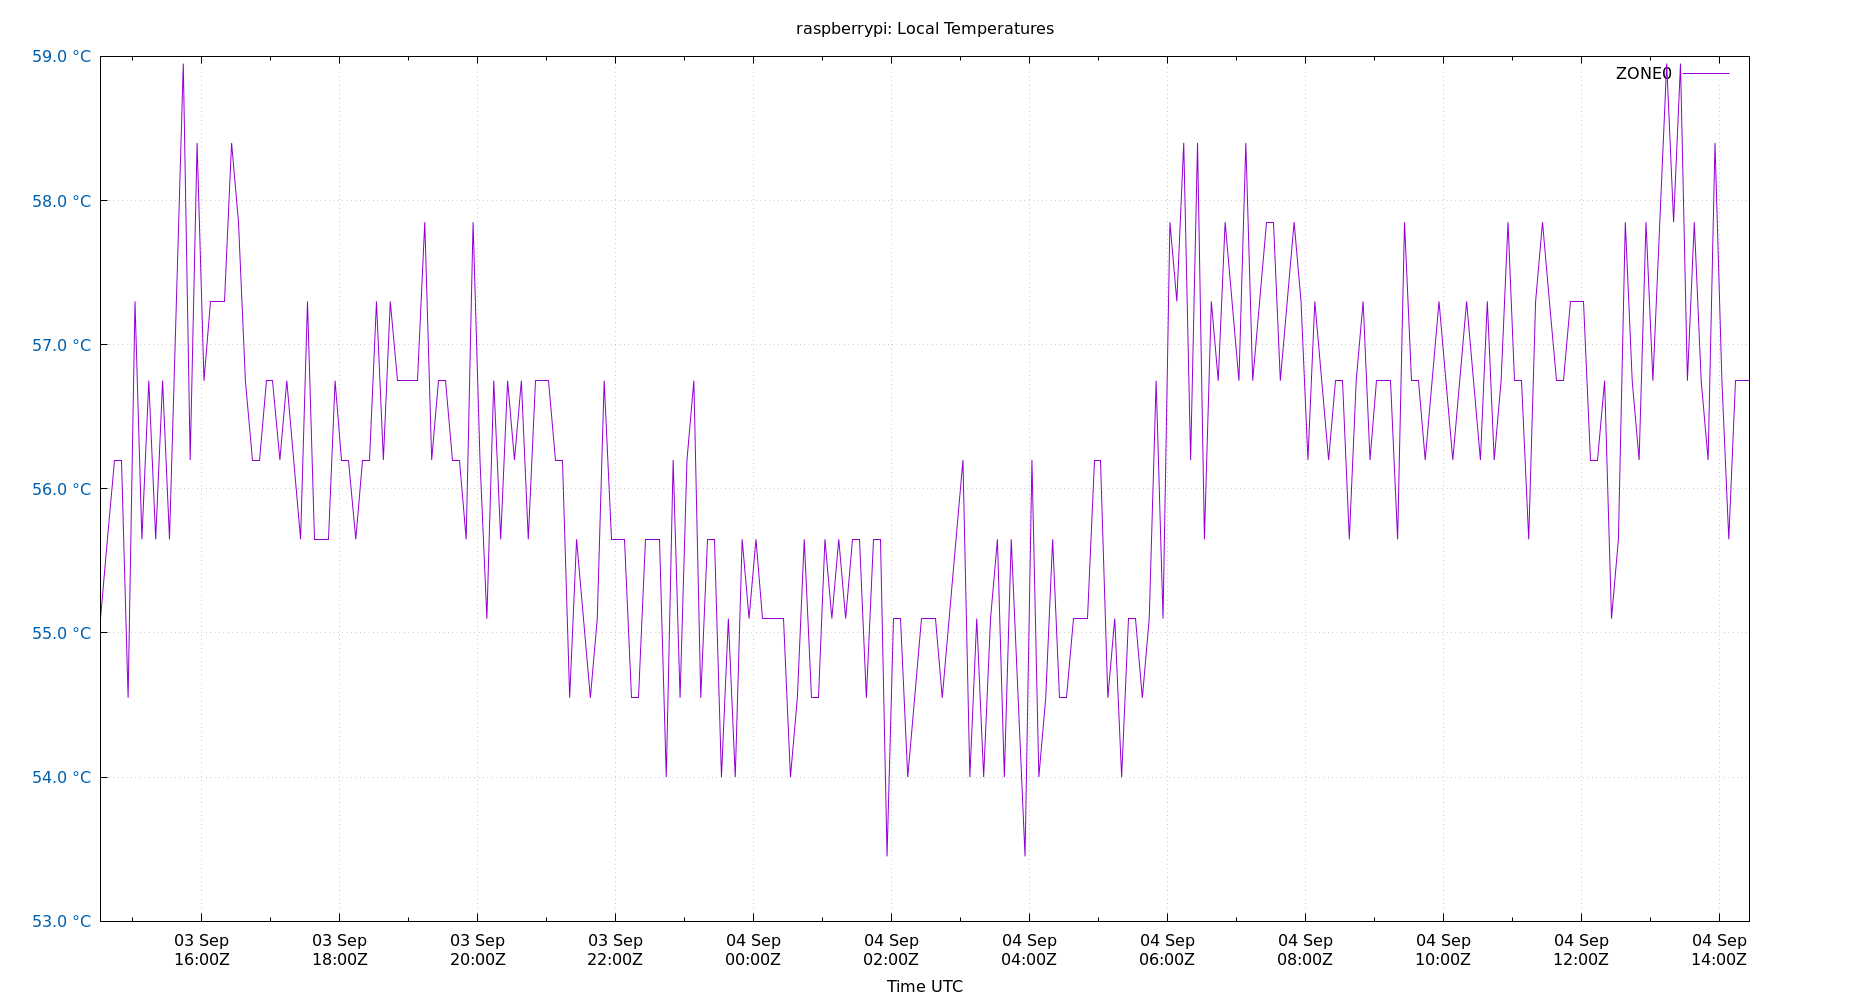 raspberrypi: Local Temperatures
59.0 °C
58.0 °C
57.0 °C
56.0 °C
55.0 °C
54.0 °C
53.0 °C
ZONE0
03 Sep 03 Sep 03 Sep 03 Sep 04 Sep 04 Sep 04 Sep 04 Sep 04 Sep 04 Sep 04 Sep 04 Sep
16:00Z 18:00Z 20:00Z 22:00Z 00:00Z 02:00Z 04:00Z 06:00Z 08:00Z 10:00Z 12:00Z 14:00Z
Time UTC